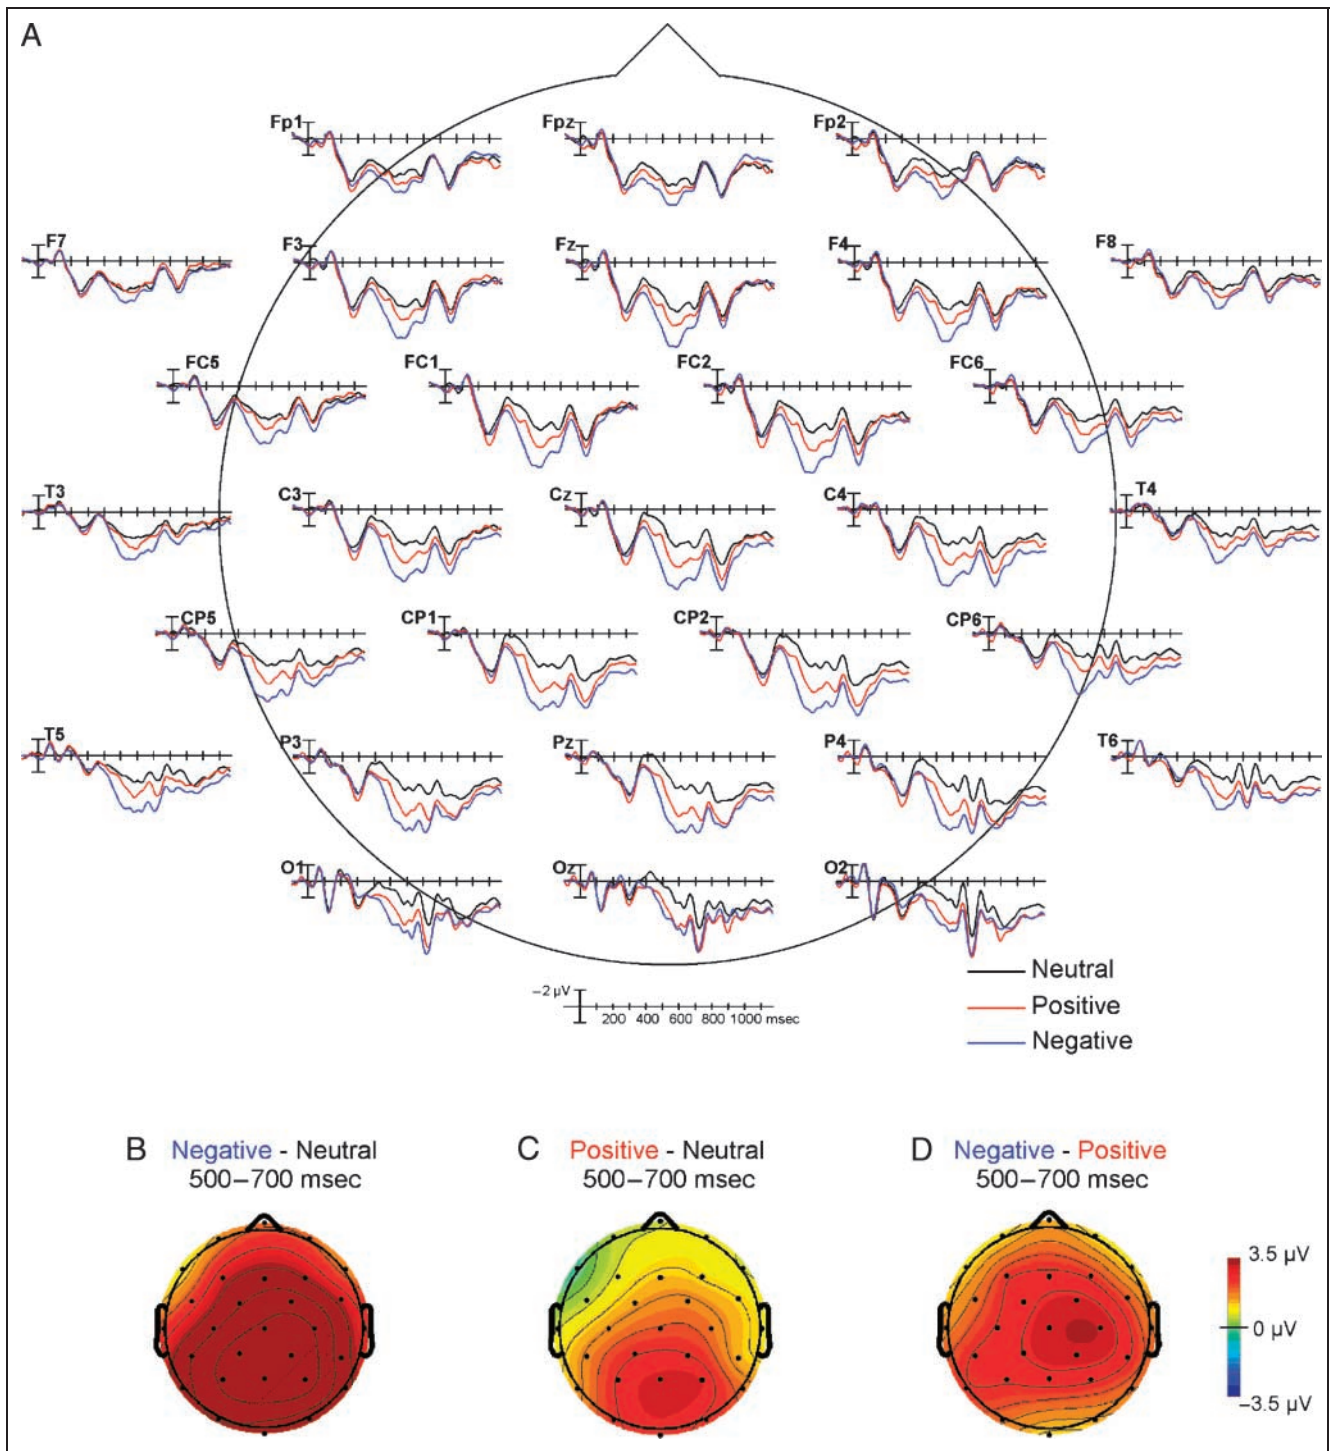 A
Fp1 Fpz Fp2
F7 F3 Fz F4 F8
FC5 FC1 FC2 FC6
T3 C3 Cz C4 T4
CP5 CP1 CP2 CP6
T5 P3 Pz P4 T6
O1 Oz O2
Neutral
Positive
Negative
−2 μV
200 400 600 800 1000 msec
B Negative - Neutral
500–700 msec
C Positive - Neutral
500–700 msec
D Negative - Positive
500–700 msec
3.5 μV
0 μV
−3.5 μV